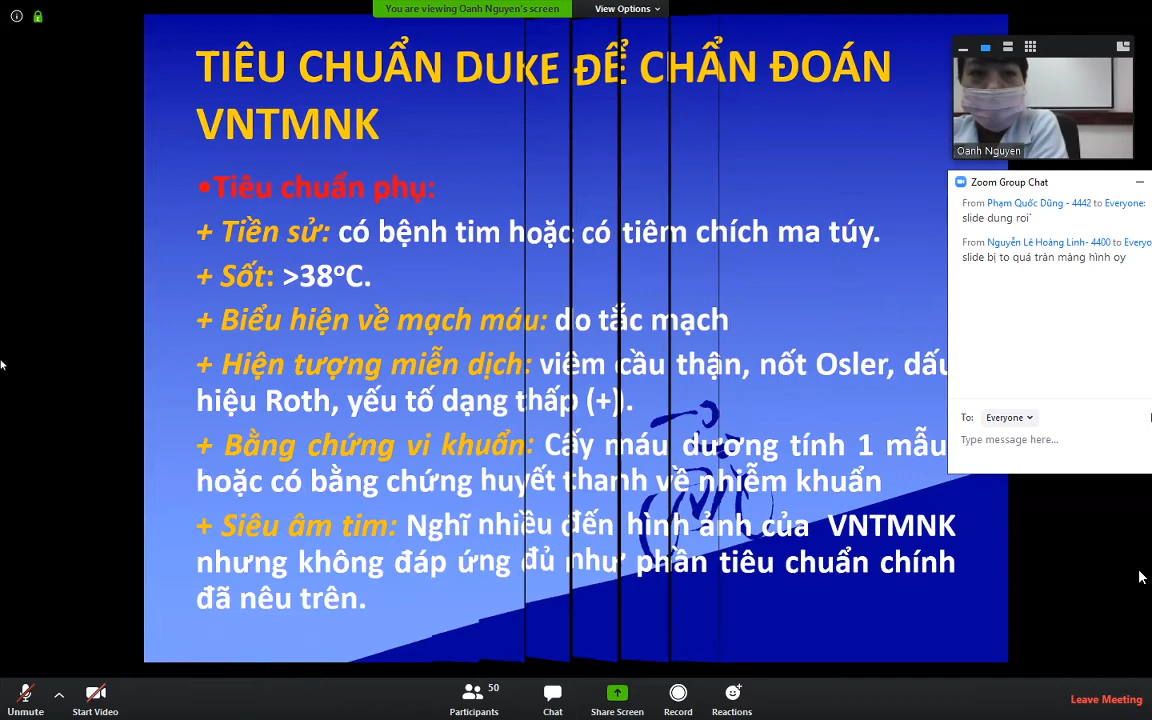 You are viewing Oanh Nguyen's screen
View Options
TIÊU CHUẨN DUKE ĐỂ CHẨN ĐOÁN
VNTMNK
•Tiêu chuẩn phụ:
+ Tiền sử: có bệnh tim hoặc có tiêm chích ma túy.
+ Sốt: >38°C.
+ Biểu hiện về mạch máu: do tắc mạch
+ Hiện tượng miễn dịch: viêm cầu thận, nốt Osler, dấu
hiệu Roth, yếu tố dạng thấp (+).
+ Bằng chứng vi khuẩn: Cấy máu dương tính 1 mẫu
hoặc có bằng chứng huyết thanh về nhiễm khuẩn
+ Siêu âm tim: Nghĩ nhiều đến hình ảnh của VNTMNK
nhưng không đáp ứng đủ như phần tiêu chuẩn chính
đã nêu trên.
Oanh Nguyen
Zoom Group Chat
From Phạm Quốc Dũng - 4442 to Everyone:
slide dung roi`
From Nguyễn Lê Hoàng Linh- 4400 to Everyo
slide bị to quá tràn màng hình oy
To: Everyone
Type message here...
Unmute
Start Video
Participants
50
Chat
Share Screen
Record
Reactions
Leave Meeting